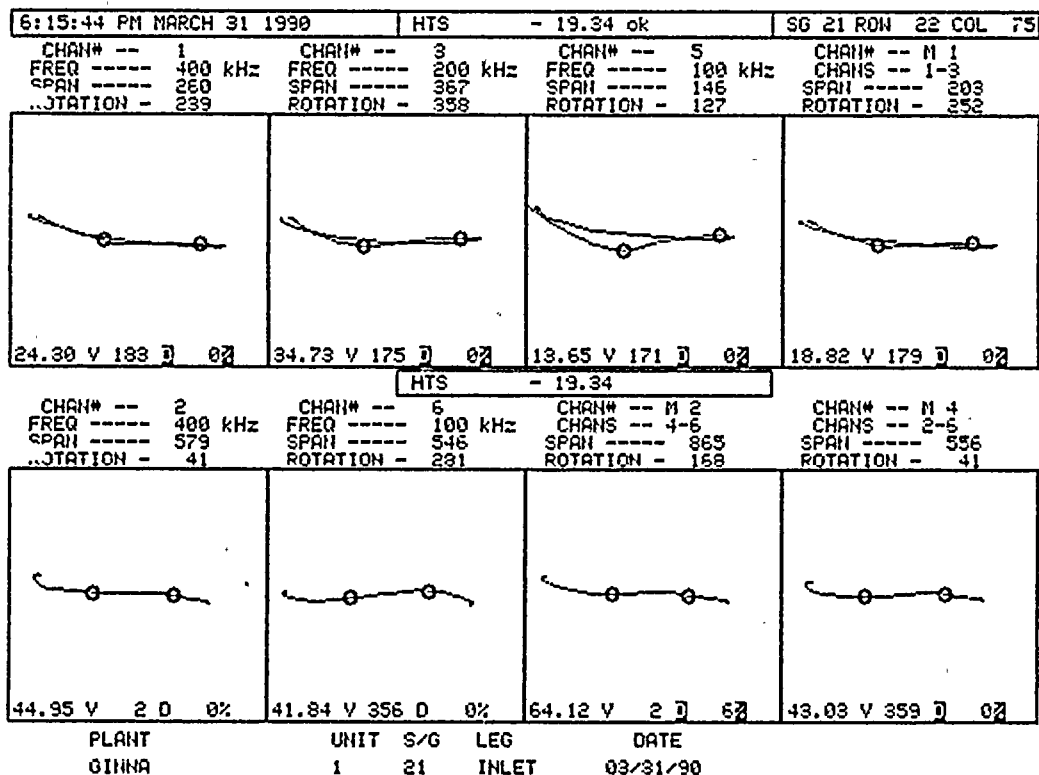 6:15:44 PM MARCH 31 1990 HTS - 19.34 ok SG 21 ROW 22 COL 75
CHAN# -- 1 CHAN# -- 3 CHAN# -- 5 CHAN# -- M 1
FREQ ----- 400 kHz FREQ ----- 200 kHz FREQ ----- 100 kHz CHANS -- 1-3
SPAN ----- 260 SPAN ----- 367 SPAN ----- 146 SPAN ----- 203
ROTATION - 239 ROTATION - 358 ROTATION - 127 ROTATION - 252
24.30 V 183 D 0% 34.73 V 175 D 0% 13.65 V 171 D 0% 18.82 V 179 D 0%
HTS - 19.34
CHAN# -- 2 CHAN# -- 6 CHAN# -- M 2 CHAN# -- M 4
FREQ ----- 400 kHz FREQ ----- 100 kHz CHANS -- 4-6 CHANS -- 2-6
SPAN ----- 579 SPAN ----- 546 SPAN ----- 865 SPAN ----- 556
ROTATION - 41 ROTATION - ROTATION - 168 ROTATION - 41
44.95 V 2 D 0% 41.84 V 356 D 0% 64.12 V 2 D 6% 43.03 V 359 D 0%
PLANT UNIT S/G LEG DATE
GINNA 1 21 INLET 03/31/90